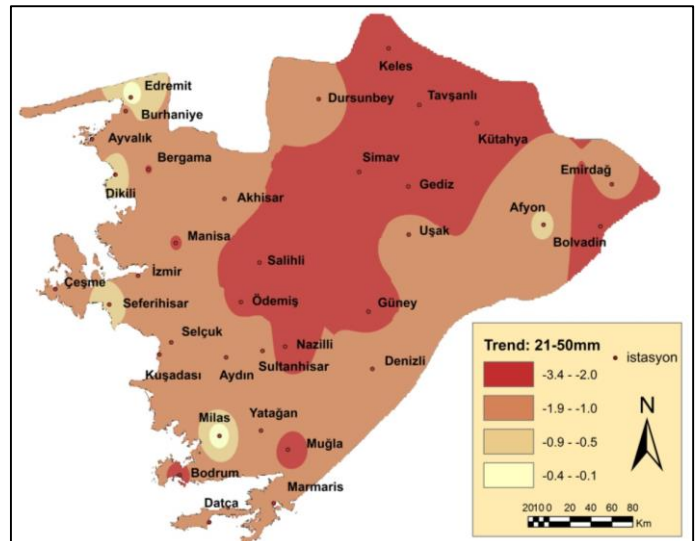 Keles
Edremit
Dursunbey
Tavşanlı
Burhaniye
Kütahya
Ayvalık
Bergama
Simav
Emirdağ
Dikili
Gediz
Akhisar
Afyon
Uşak
Manisa
Bolvadin
Salihli
İzmir
Çeşme
Seferihisar
Ödemiş
Güney
Selçuk
Nazilli
Kuşadası
Aydın
Sultanhisar
Denizli
Milas
Yatağan
Muğla
Bodrum
Datça
Marmaris
Trend: 21-50mm
istasyon
-3.4 - -2.0
-1.9 - -1.0
-0.9 - -0.5
-0.4 - -0.1
N
2010 0 20 40 60 80
Km